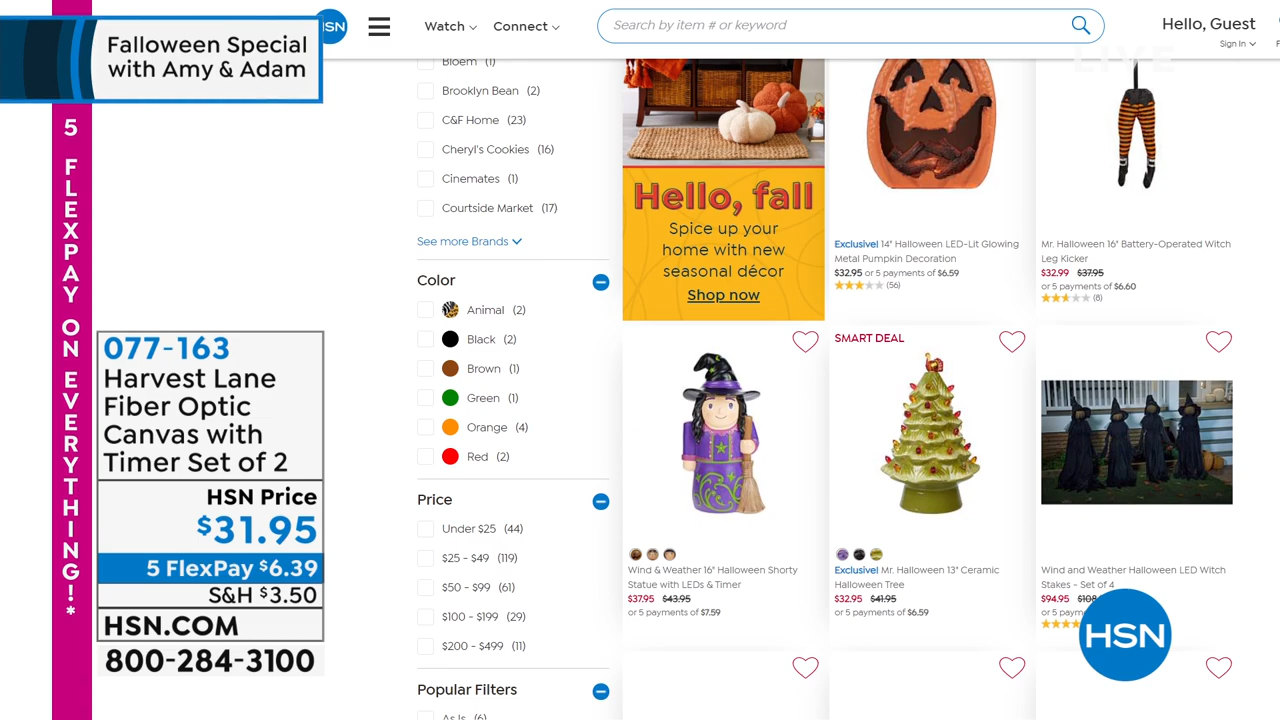 Falloween Special
with Amy & Adam
HSN
Watch
Connect
Search by item # or keyword
Hello, Guest
Sign In
LIVE
5 FLEXPAY ON EVERYTHING!*
077-163
Harvest Lane
Fiber Optic
Canvas with
Timer Set of 2
HSN Price
$31.95
5 FlexPay $6.39
S&H $3.50
HSN.COM
800-284-3100
Bloem (1)
Brooklyn Bean (2)
C&F Home (23)
Cheryl's Cookies (16)
Cinemates (1)
Courtside Market (17)
See more Brands
Color
Animal (2)
Black (2)
Brown (1)
Green (1)
Orange (4)
Red (2)
Price
Under $25 (44)
$25 - $49 (119)
$50 - $99 (61)
$100 - $199 (29)
$200 - $499 (11)
Popular Filters
As Is (6)
Hello, fall
Spice up your
home with new
seasonal décor
Shop now
Exclusive! 14" Halloween LED-Lit Glowing
Metal Pumpkin Decoration
$32.95 or 5 payments of $6.59
(56)
Mr. Halloween 16" Battery-Operated Witch
Leg Kicker
$32.99 $37.95
or 5 payments of $6.60
(8)
Wind & Weather 16" Halloween Shorty
Statue with LEDs & Timer
$37.95 $43.95
or 5 payments of $7.59
SMART DEAL
Exclusive! Mr. Halloween 13" Ceramic
Halloween Tree
$32.95 $41.95
or 5 payments of $6.59
Wind and Weather Halloween LED Witch
Stakes - Set of 4
$94.95
or 5
HSN